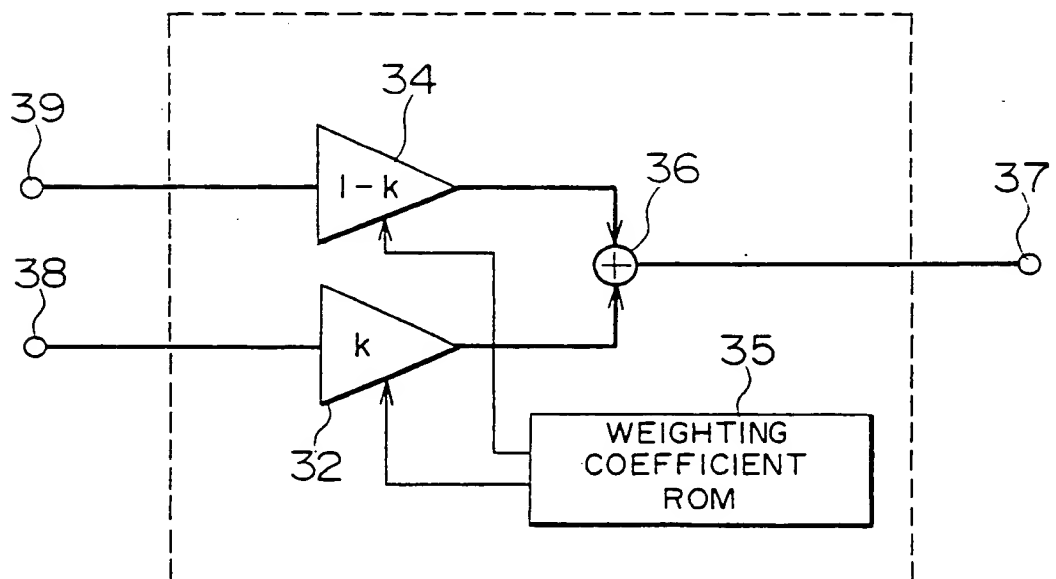 34
39
1-k
36
37
38
k
35
32
WEIGHTING
COEFFICIENT
ROM